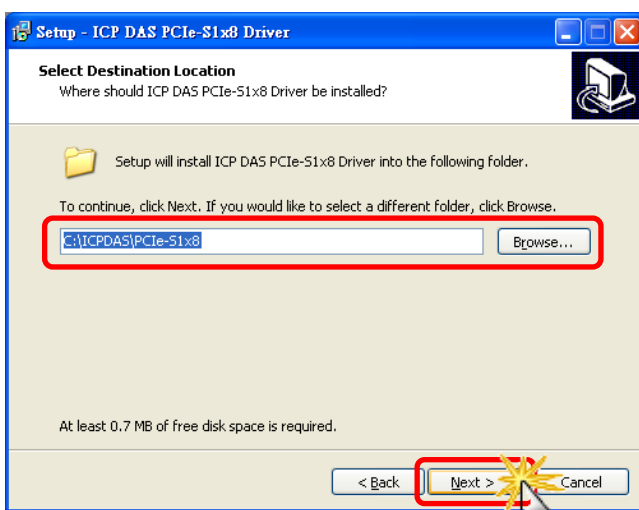 Setup - ICP DAS PCIe-S1x8 Driver
Select Destination Location
Where should ICP DAS PCIe-S1x8 Driver be installed?
Setup will install ICP DAS PCIe-S1x8 Driver into the following folder.
To continue, click Next. If you would like to select a different folder, click Browse.
C:\ICPDAS\PCIe-S1x8 Browse...
At least 0.7 MB of free disk space is required.
< Back Next > Cancel